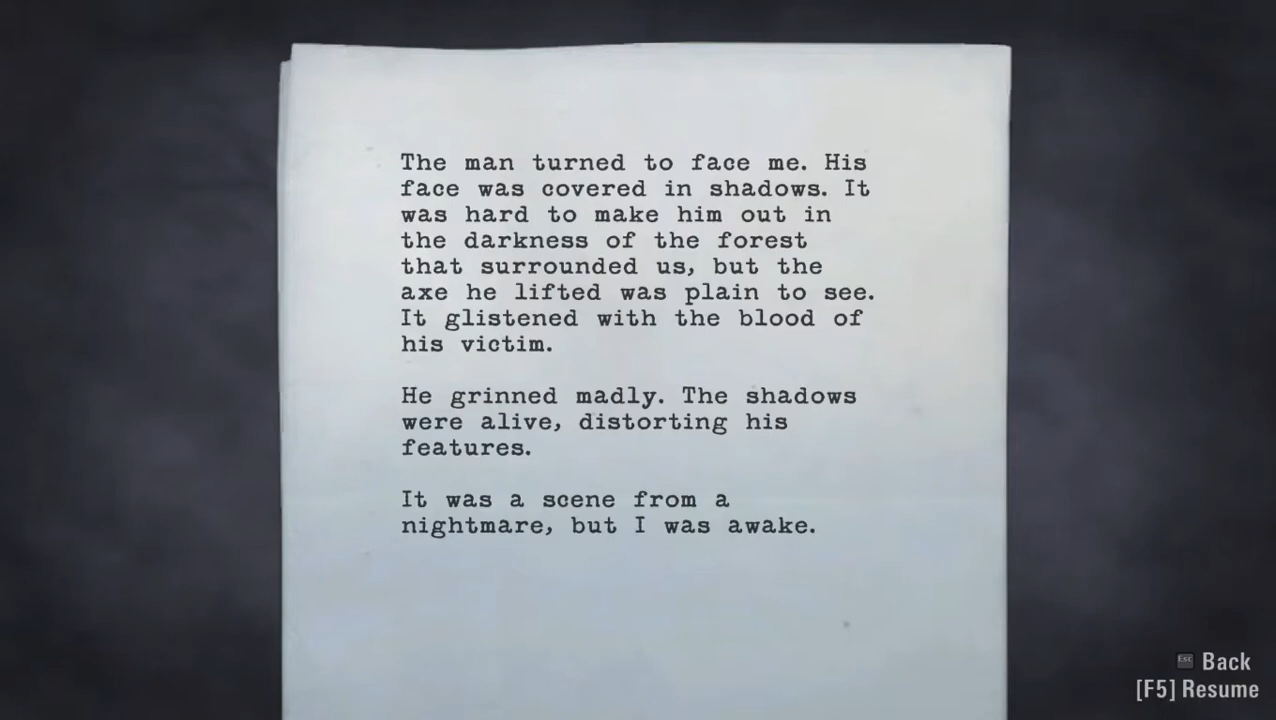 The man turned to face me. His
face was covered in shadows. It
was hard to make him out in
the darkness of the forest
that surrounded us, but the
axe he lifted was plain to see.
It glistened with the blood of
his victim.
He grinned madly. The shadows
were alive, distorting his
features.
It was a scene from a
nightmare, but I was awake.
Esc Back
[F5] Resume